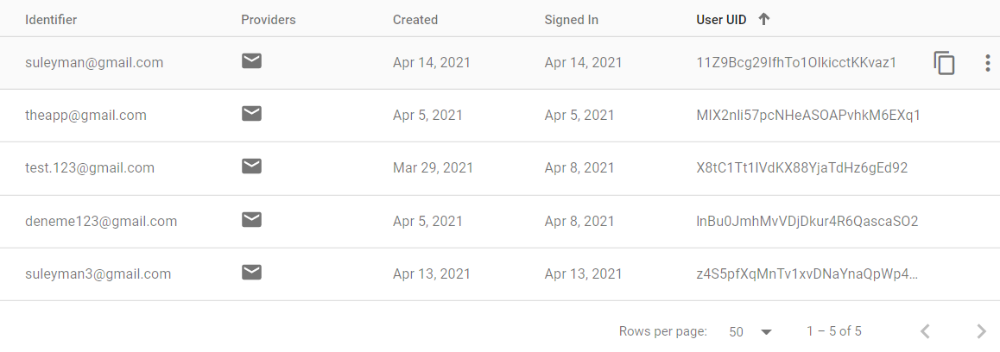 Identifier Providers Created Signed In User UID
suleyman@gmail.com Apr 14, 2021 Apr 14, 2021 11Z9Bcg29IfhTo1OIkicctKKvaz1
theapp@gmail.com Apr 5, 2021 Apr 5, 2021 MIX2nli57pcNHeASOAPvhkM6EXq1
test.123@gmail.com Mar 29, 2021 Apr 8, 2021 X8tC1Tt1lVdKX88YjaTdHz6gEd92
deneme123@gmail.com Apr 5, 2021 Apr 8, 2021 lnBu0JmhMvVDjDkur4R6QascaSO2
suleyman3@gmail.com Apr 13, 2021 Apr 13, 2021 z4S5pfXqMnTv1xvDNaYnaQpWp4...
Rows per page: 50 1 – 5 of 5